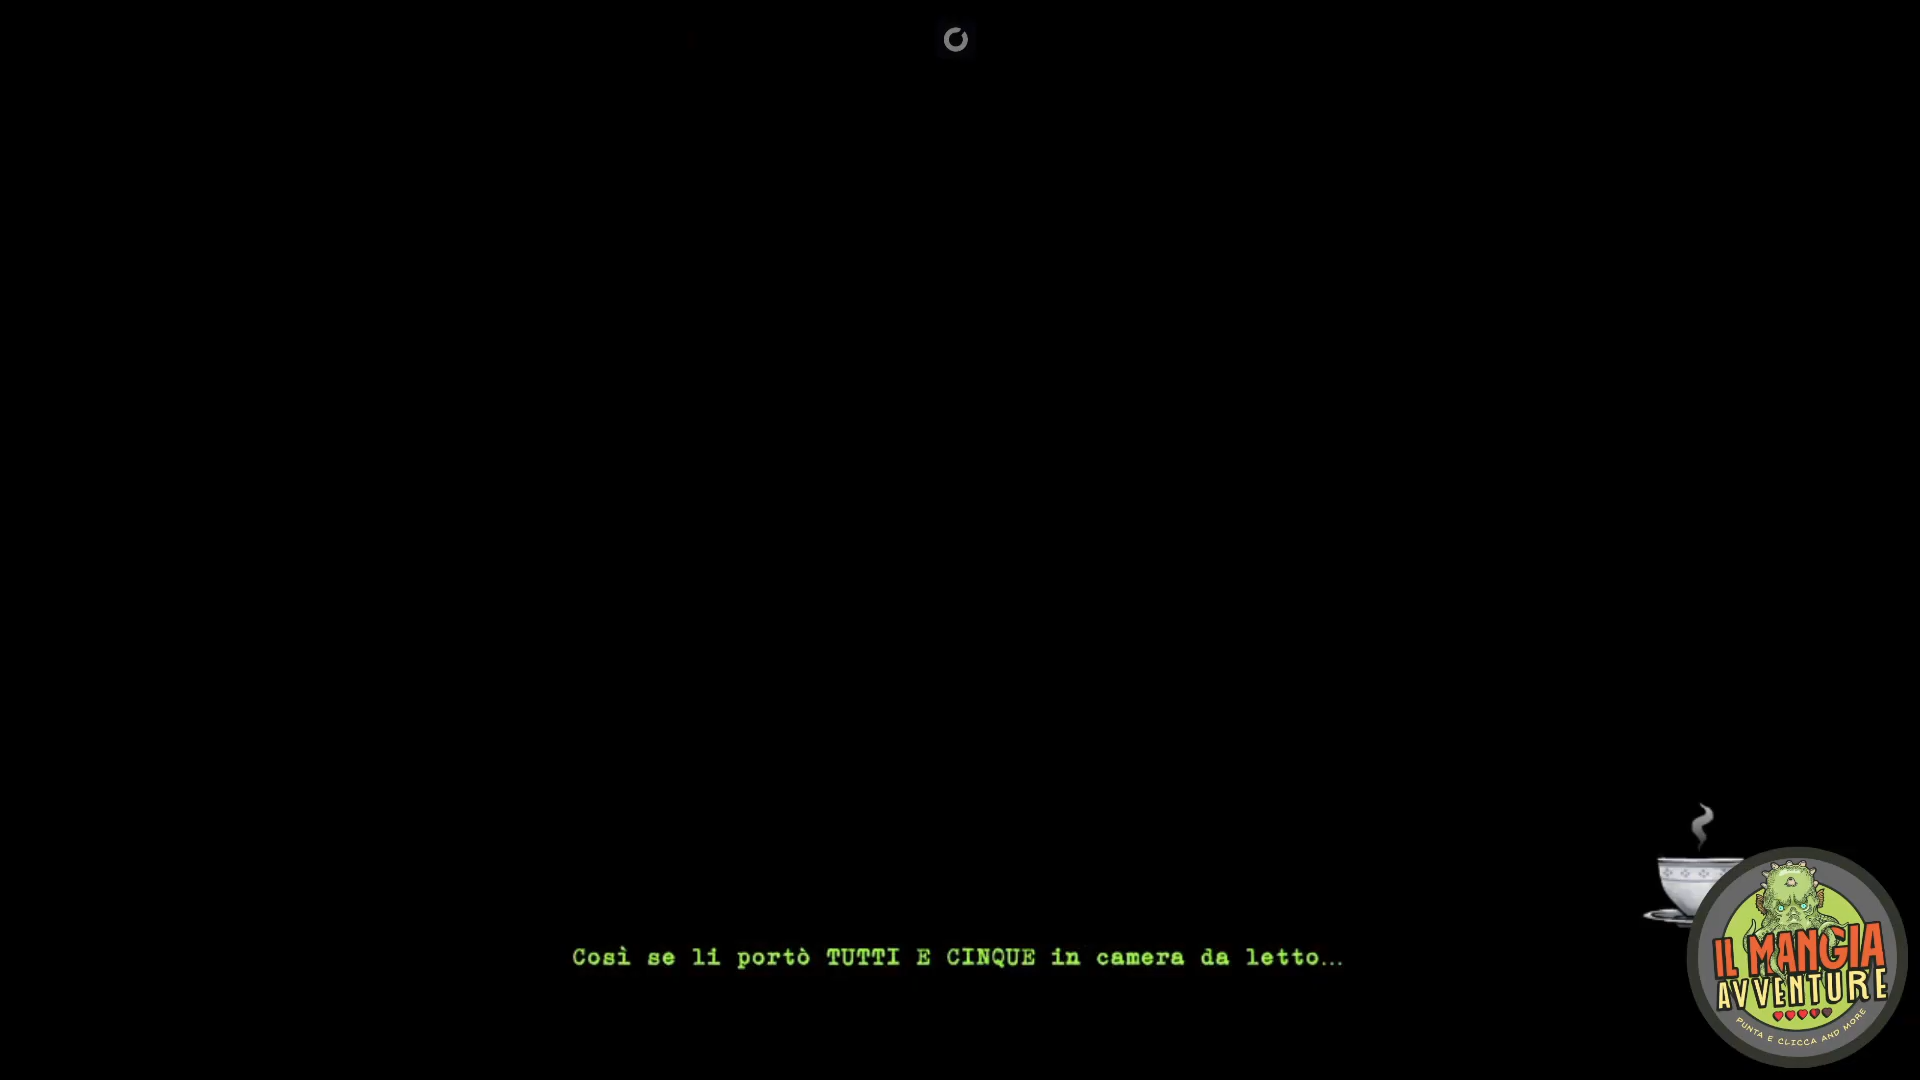 Così se li portò TUTTI E CINQUE in camera da letto...
IL MANGIA
AVVENTURE
PUNTA E CLICCA AND MORE